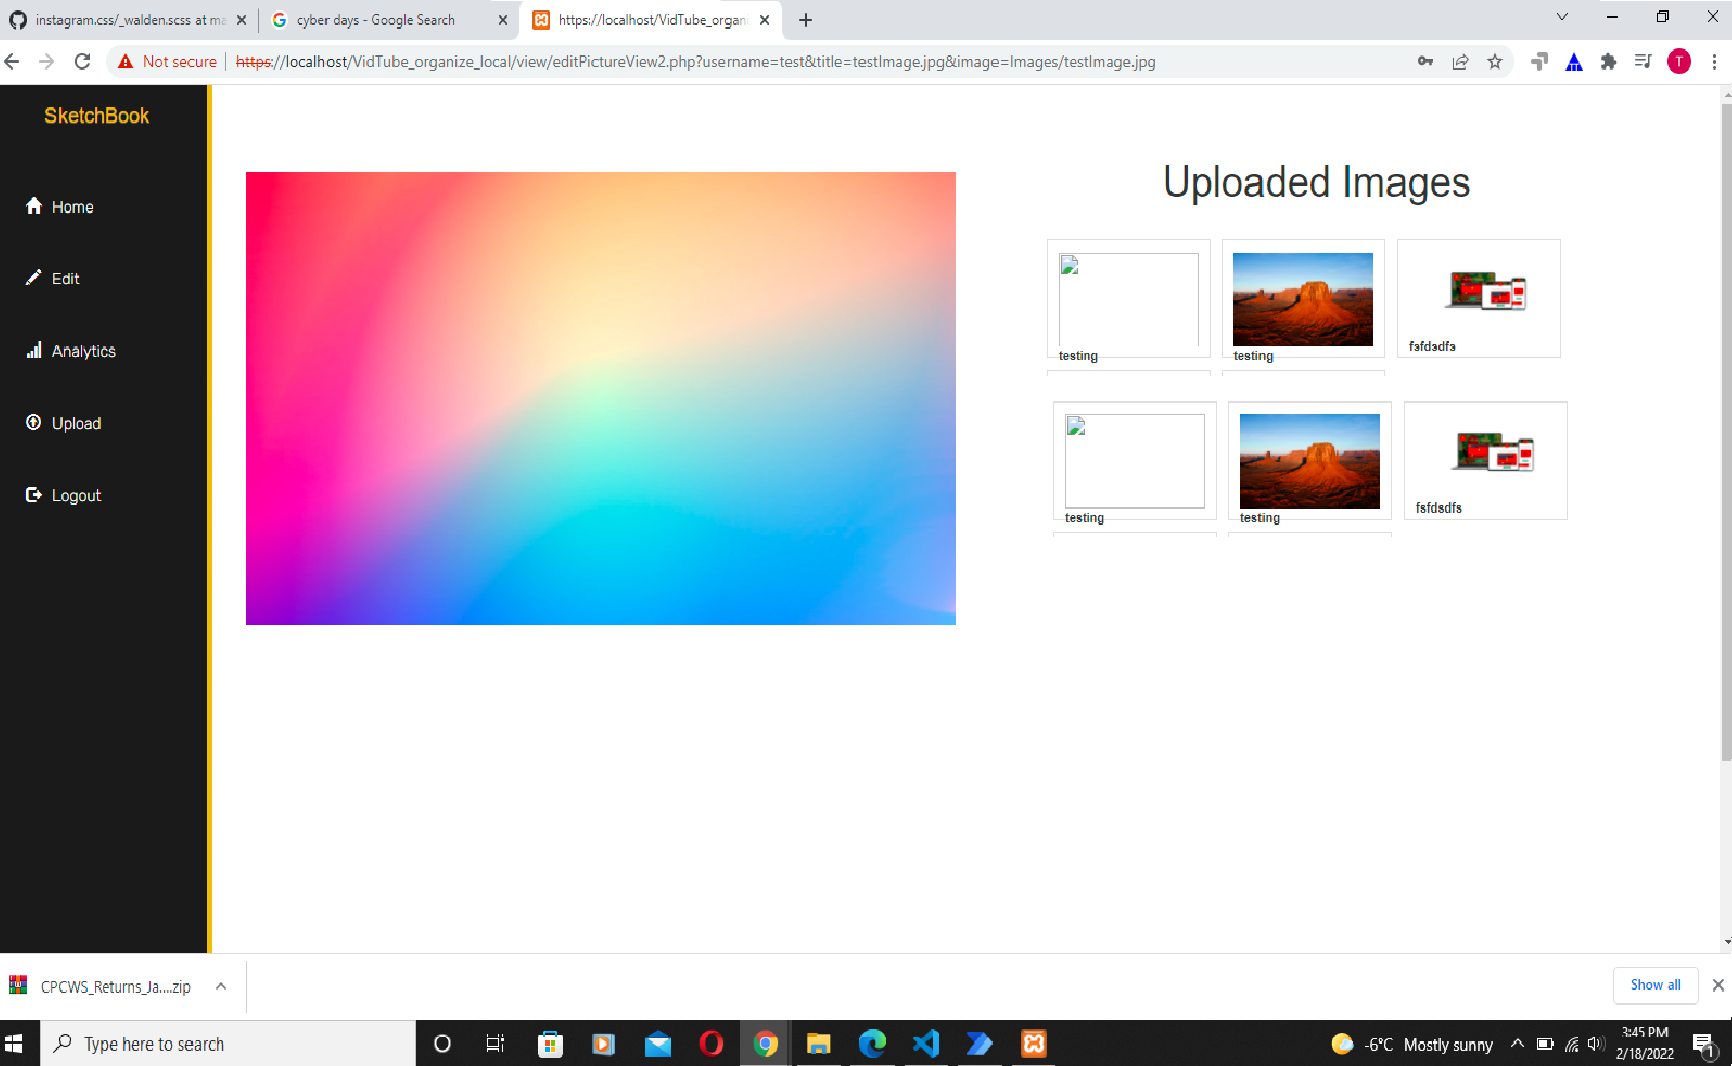 instagram.css/_walden.scss at ma
cyber days - Google Search
https://localhost/VidTube_organi
Not secure
https://localhost/VidTube_organize_local/view/editPictureView2.php?username=test&title=testImage.jpg&image=Images/testImage.jpg
T
SketchBook
Home
Edit
Analytics
Upload
Logout
Uploaded Images
testing
testing
fsfdsdfs
testing
testing
fsfdsdfs
CPCWS_Returns_Ja....zip
Show all
Type here to search
-6°C Mostly sunny
3:45 PM
2/18/2022
1